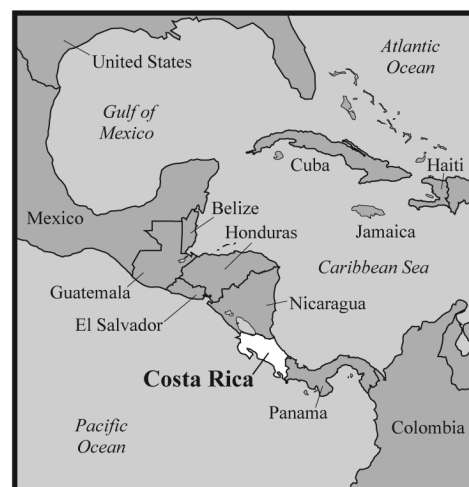 Atlantic
Ocean
United States
Gulf of
Mexico
Cuba
Haiti
Mexico
Belize
Jamaica
Honduras
Caribbean Sea
Guatemala
Nicaragua
El Salvador
Costa Rica
Panama
Pacific
Ocean
Colombia